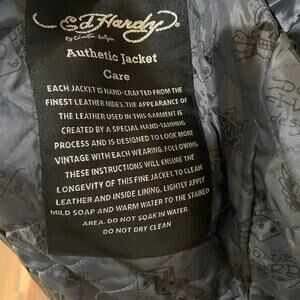 Ed Hardy
by Christian Audigier
Authetic Jacket
Care
EACH JACKET IS HAND-CRAFTED FROM THE
FINEST LEATHER HIDES. THE APPEARANCE OF
THE LEATHER USED IN THIS GARMENT IS
CREATED BY A SPECIAL HAND-TANNING
PROCESS AND IS DESIGNED TO LOOK MORE
VINTAGE WITH EACH WEARING. FOLLOWING
THESE INSTRUCTIONS WILL ENSURE THE
LONGEVITY OF THIS FINE JACKET. TO CLEAN
LEATHER AND INSIDE LINING, LIGHTLY APPLY
MILD SOAP AND WARM WATER TO THE STAINED
AREA. DO NOT SOAK IN WATER.
DO NOT DRY CLEAN